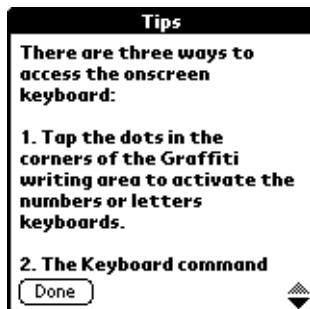 Tips
There are three ways to
access the onscreen
keyboard:
1. Tap the dots in the
corners of the Graffiti
writing area to activate the
numbers or letters
keyboards.
2. The Keyboard command
Done